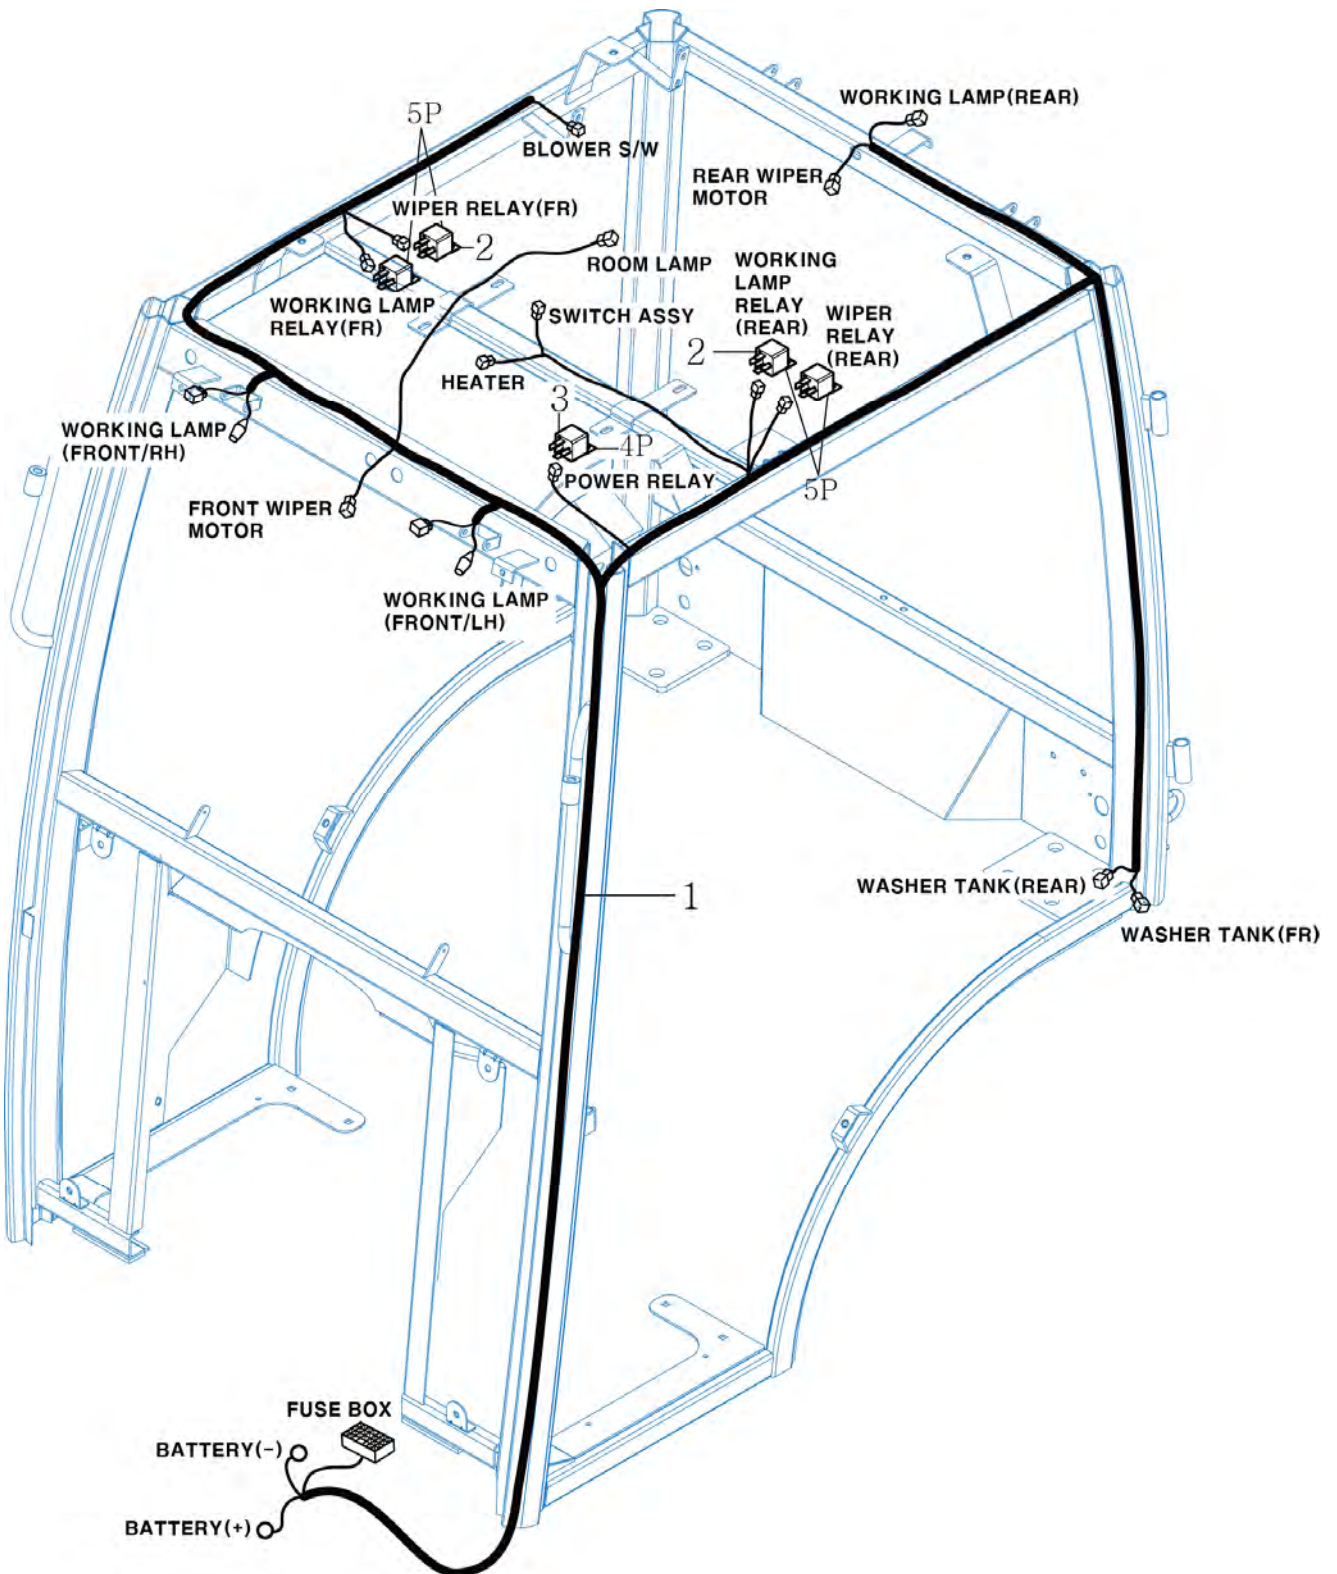 WORKING LAMP(REAR)
5P
BLOWER S/W
REAR WIPER
MOTOR
WIPER RELAY(FR)
2
ROOM LAMP
WORKING
LAMP
RELAY
(REAR)
WORKING LAMP
RELAY(FR)
SWITCH ASSY
WIPER
RELAY
(REAR)
2
HEATER
3
4P
WORKING LAMP
(FRONT/RH)
POWER RELAY
5P
FRONT WIPER
MOTOR
WORKING LAMP
(FRONT/LH)
1
WASHER TANK(REAR)
WASHER TANK(FR)
FUSE BOX
BATTERY(-)
BATTERY(+)